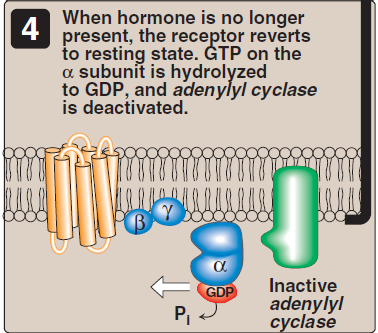 4
When hormone is no longer
present, the receptor reverts
to resting state. GTP on the
α subunit is hydrolyzed
to GDP, and adenylyl cyclase
is deactivated.
γ
β
α
GDP
Pi
Inactive
adenylyl
cyclase